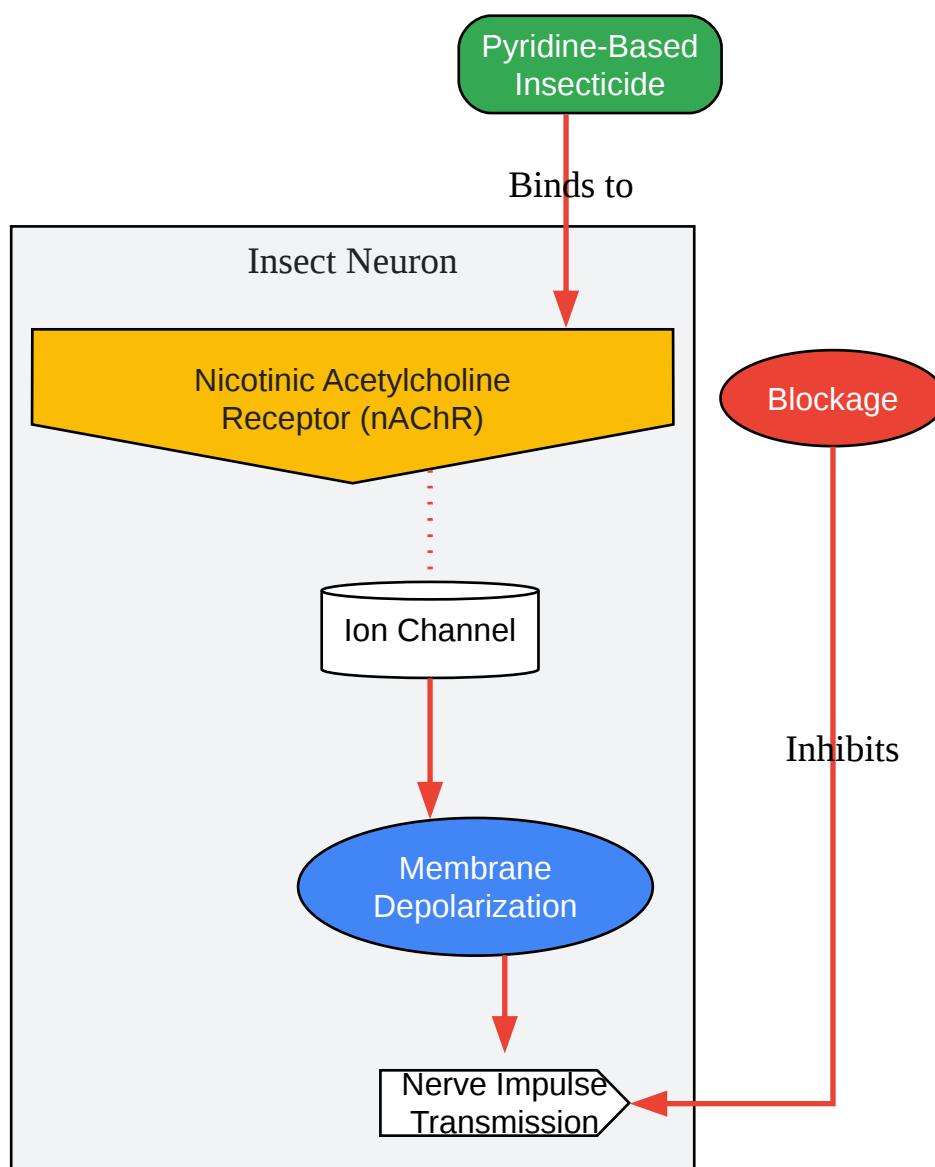 Pyridine-Based
Insecticide
Binds to
Insect Neuron
Nicotinic Acetylcholine
Receptor (nAChR)
Blockage
Ion Channel
Inhibits
Membrane
Depolarization
Nerve Impulse
Transmission